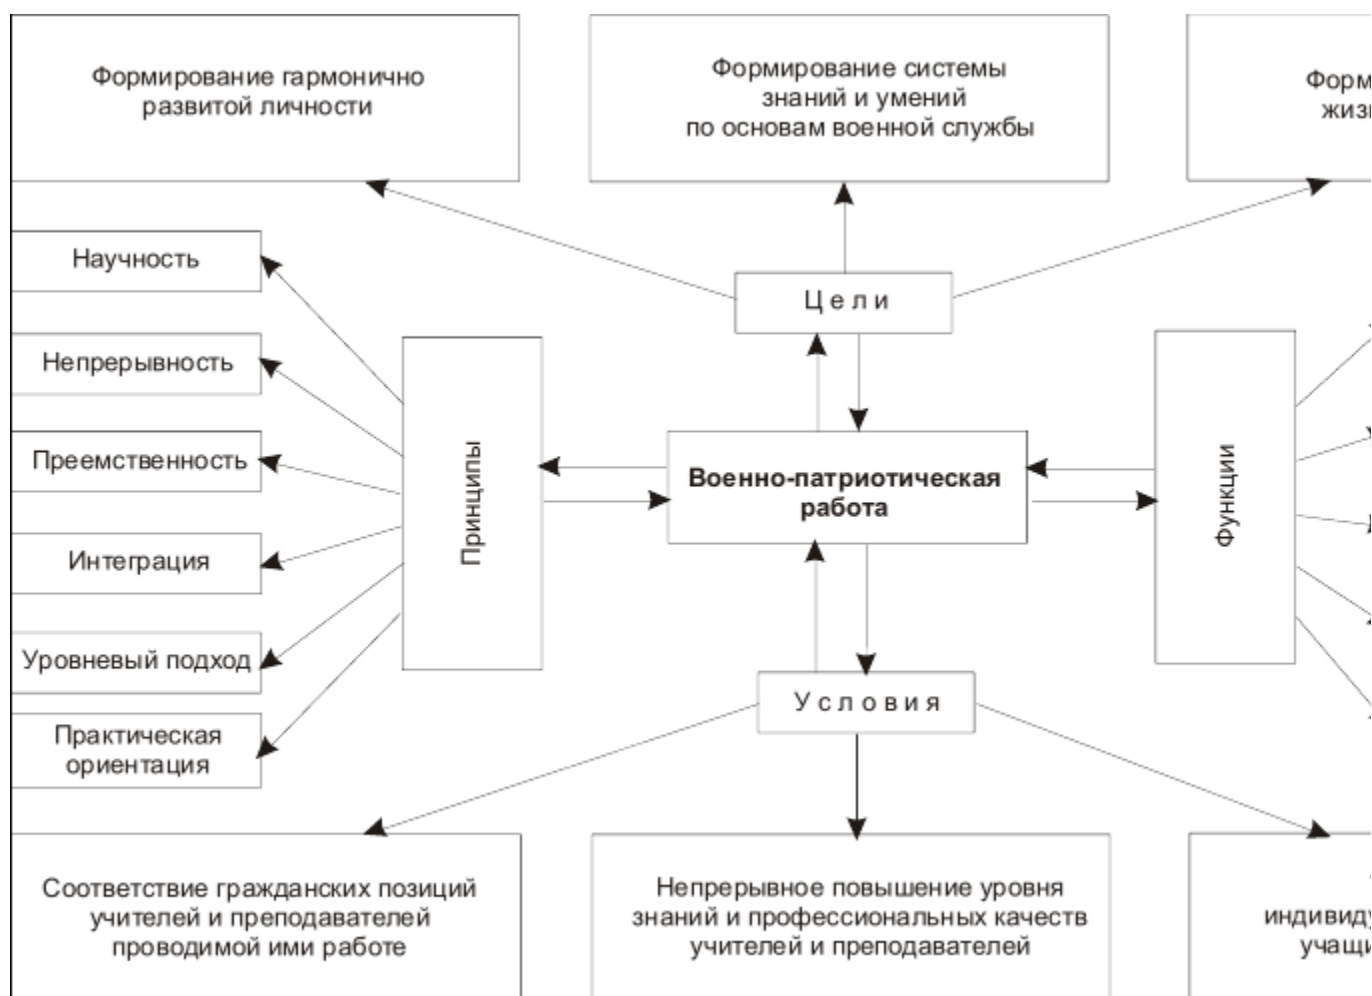 Формирование гармонично
развитой личности
Формирование системы
знаний и умений
по основам военной службы
Научность
Непрерывность
Преемственность
Интеграция
Уровневый подход
Практическая
ориентация
Принципы
Ц е л и
Военно-патриотическая
работа
Функции
У с л о в и я
Соответствие гражданских позиций
учителей и преподавателей
проводимой ими работе
Непрерывное повышение уровня
знаний и профессиональных качеств
учителей и преподавателей